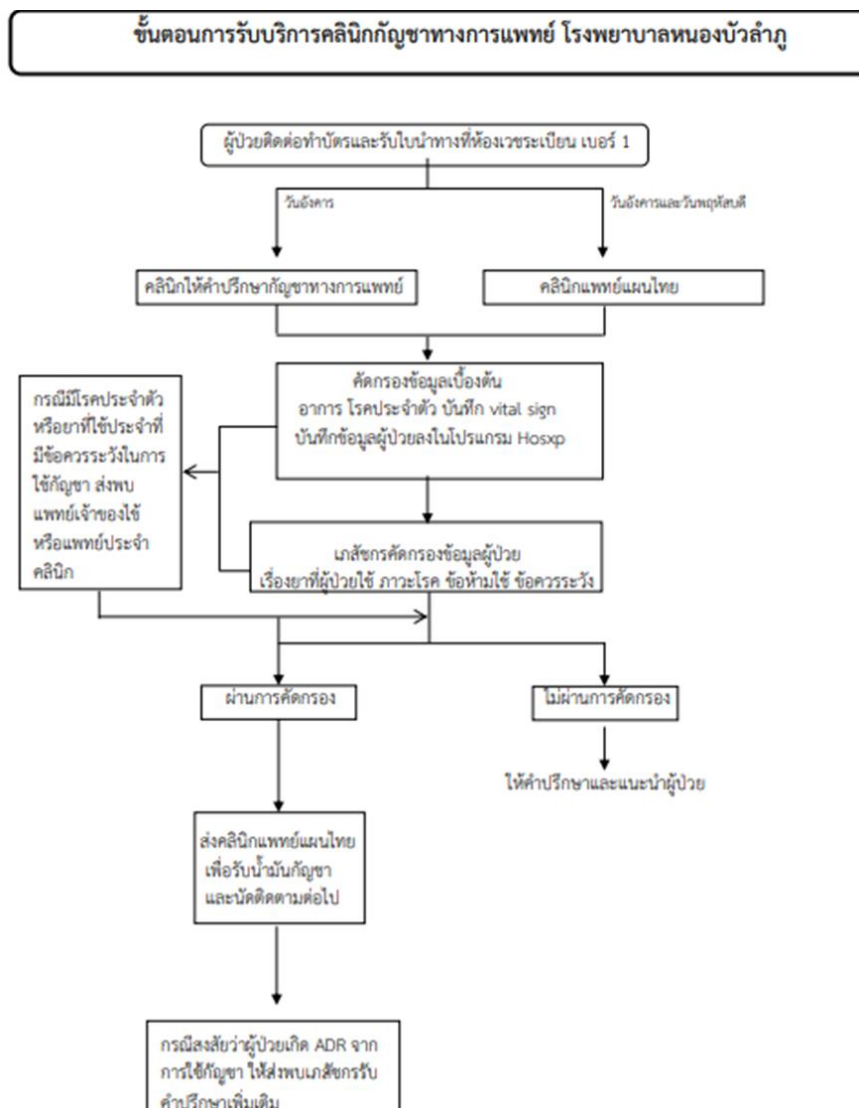 ขั้นตอนการรับบริการคลินิกกัญชาทางการแพทย์ โรงพยาบาลหนองบัวลำภู
ผู้ป่วยติดต่อทำบัตรและรับใบนำทางที่ห้องเวชระเบียน เบอร์ 1
วันอังคาร
วันอังคารและวันพฤหัสบดี
คลินิกให้คำปรึกษากัญชาทางการแพทย์
คลินิกแพทย์แผนไทย
คัดกรองข้อมูลเบื้องต้น
อาการ โรคประจำตัว บันทึก vital sign
บันทึกข้อมูลผู้ป่วยลงในโปรแกรม Hosxp
กรณีมีโรคประจำตัว
หรือยาที่ใช้ประจำที่
มีข้อควรระวังในการ
ใช้กัญชา ส่งพบ
แพทย์เจ้าของไข้
หรือแพทย์ประจำ
คลินิก
เภสัชกรคัดกรองข้อมูลผู้ป่วย
เรื่องยาที่ผู้ป่วยใช้ ภาวะโรค ข้อห้ามใช้ ข้อควรระวัง
ผ่านการคัดกรอง
ไม่ผ่านการคัดกรอง
ให้คำปรึกษาและแนะนำผู้ป่วย
ส่งคลินิกแพทย์แผนไทย
เพื่อรับน้ำมันกัญชา
และนัดติดตามต่อไป
กรณีสงสัยว่าผู้ป่วยเกิด ADR จาก
การใช้กัญชา ให้ส่งพบเภสัชกรรับ
คำปรึกษาเพิ่มเติม